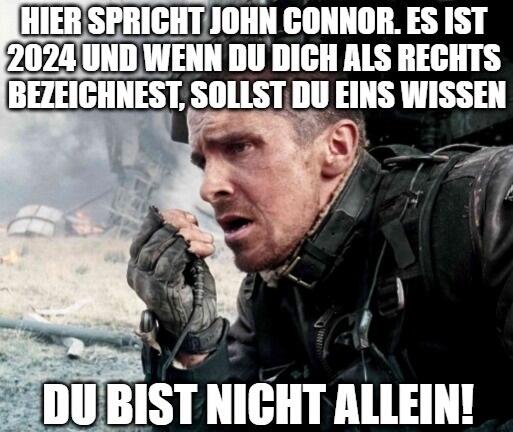 HIER SPRICHT JOHN CONNOR. ES IST
2024 UND WENN DU DICH ALS RECHTS
BEZEICHNEST, SOLLST DU EINS WISSEN
DU BIST NICHT ALLEIN!